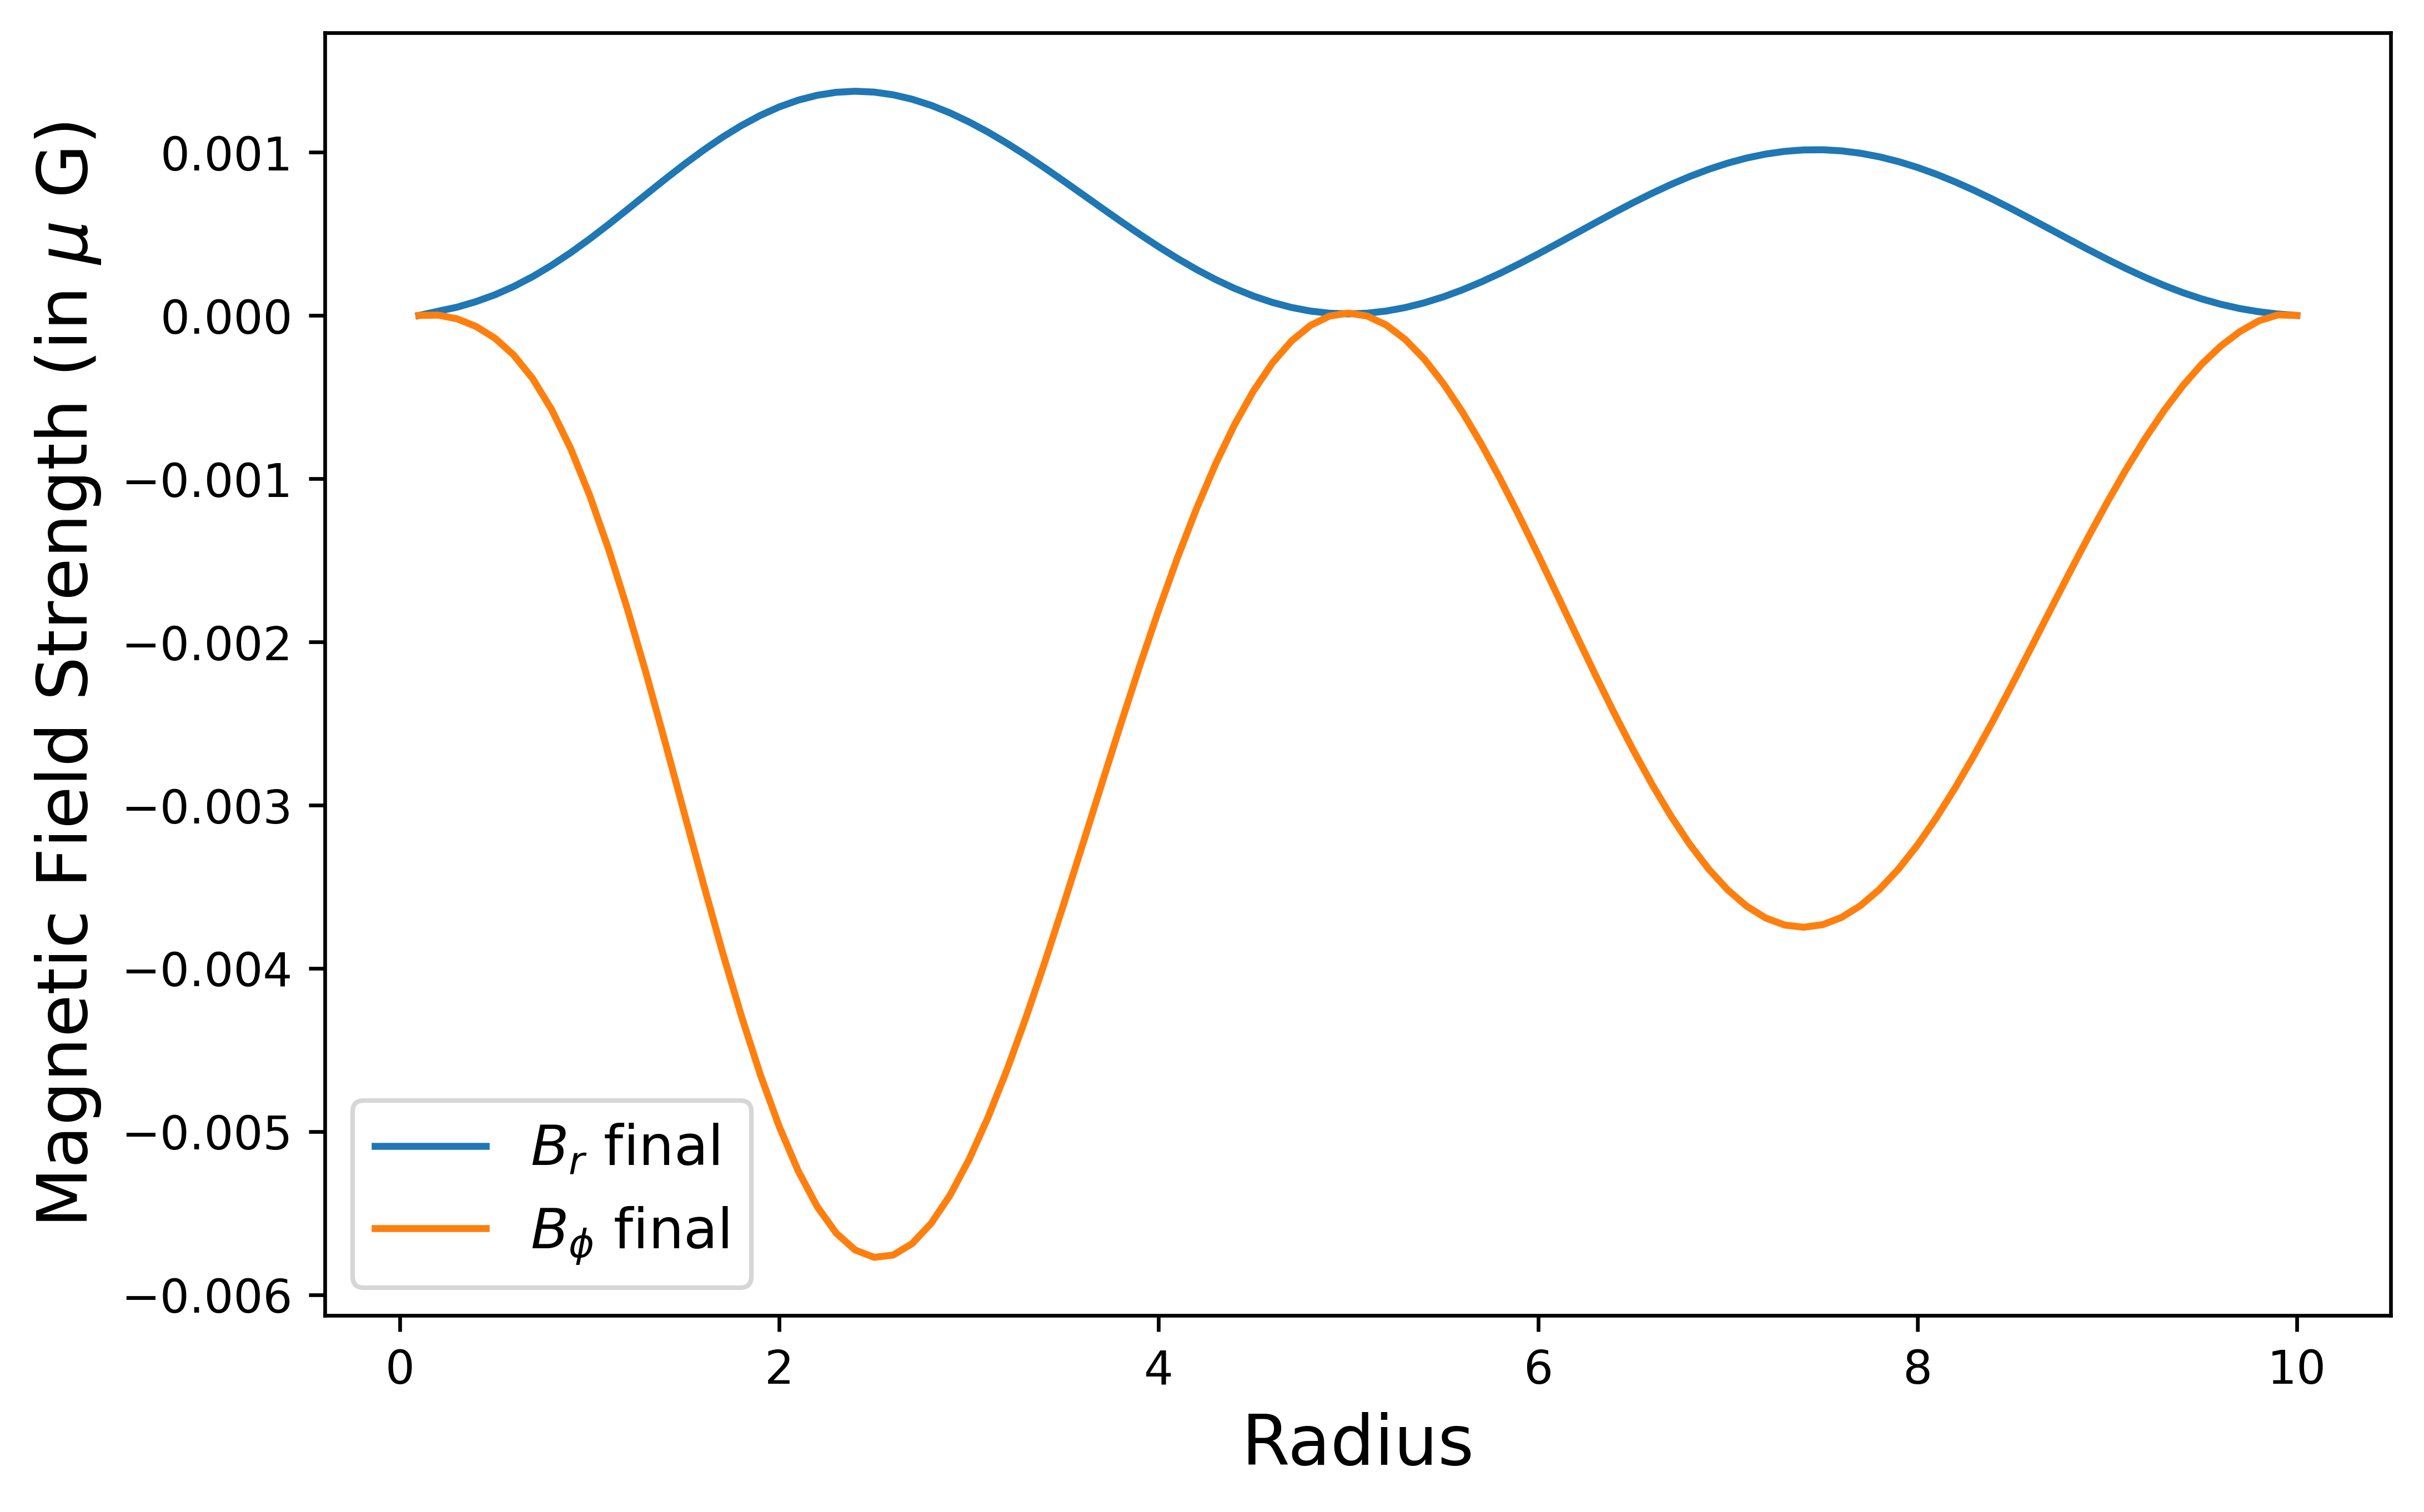 Magnetic Field Strength (in μ G)
0.001
0.000
−0.001
−0.002
−0.003
−0.004
−0.005
−0.006
B_r final
B_ϕ final
0 2 4 6 8 10
Radius